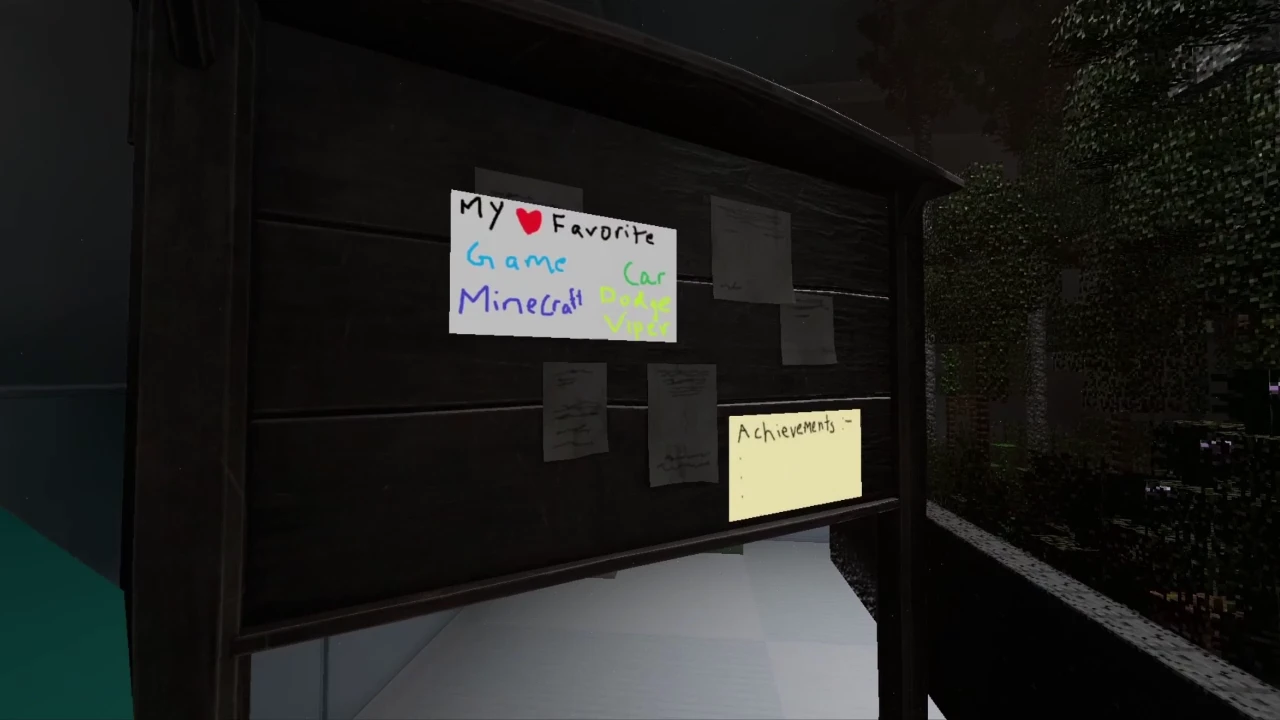 MY ❤ Favorite
Game
Car
Minecraft
Dodge
Viper
Achievements :-